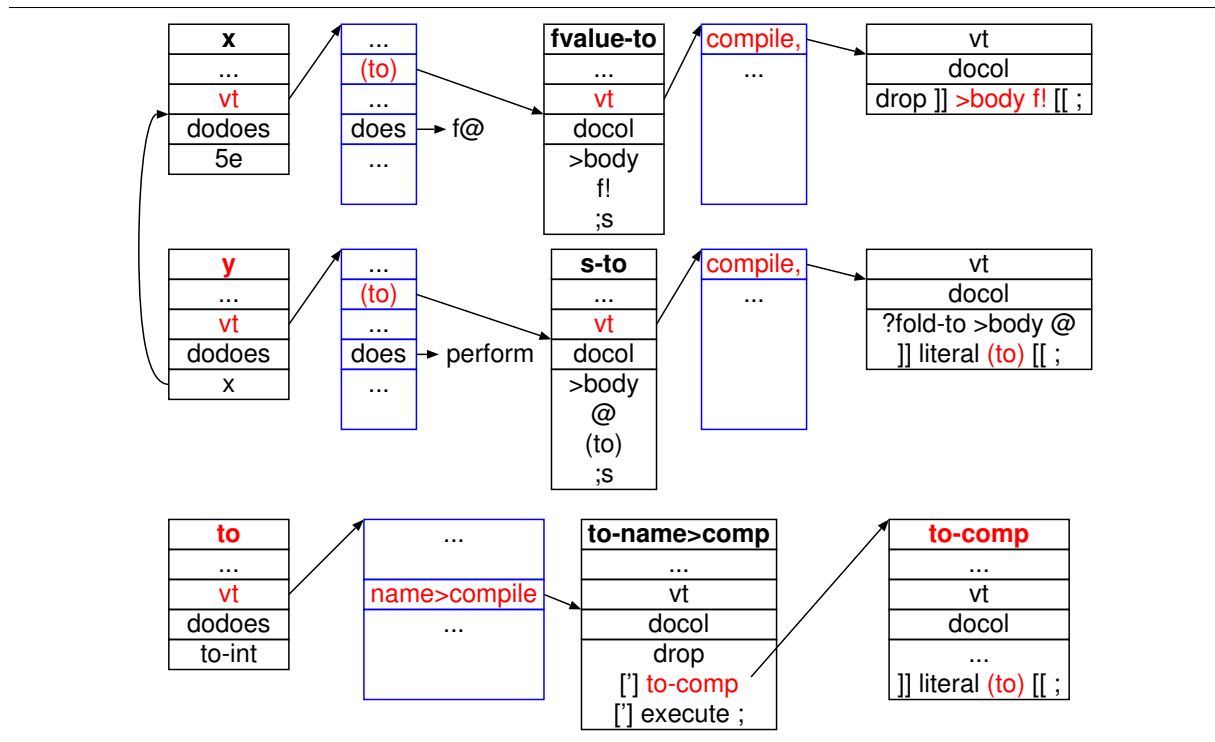 x
...
vt
dodoes
5e
...
(to)
...
does
...
f@
fvalue-to
...
vt
docol
>body
f!
;s
compile,
...
vt
docol
drop ]] >body f! [[ ;
y
...
vt
dodoes
x
...
(to)
...
does
...
perform
s-to
...
vt
docol
>body
@
(to)
;s
compile,
...
vt
docol
?fold-to >body @
]] literal (to) [[ ;
to
...
vt
dodoes
to-int
...
name>compile
...
to-name>comp
...
vt
docol
drop
['] to-comp
['] execute ;
to-comp
...
vt
docol
...
]] literal (to) [[ ;